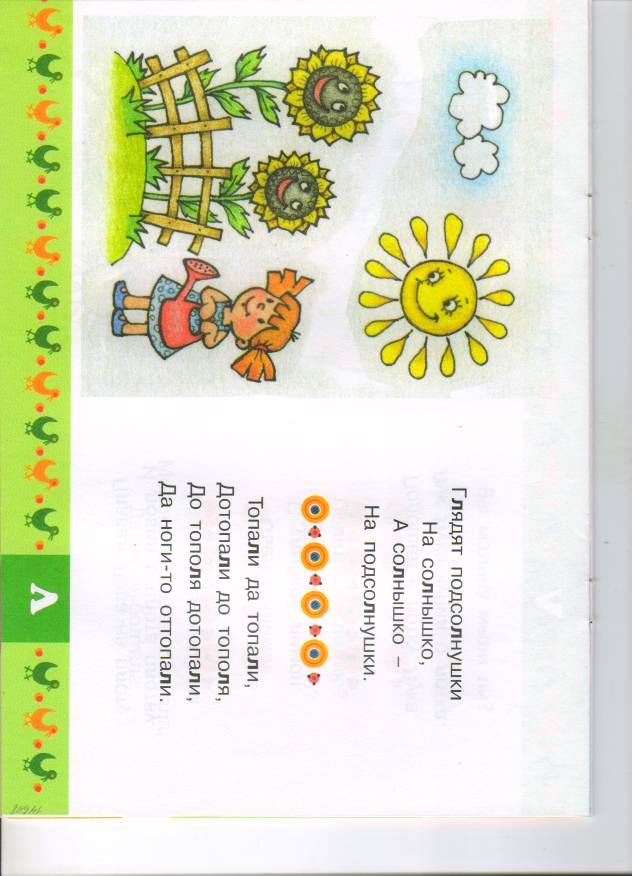 Глядят подсолнушки
На солнышко,
А солнышко –
На подсолнушки.
Топали да топали,
Дотопали до тополя,
До тополя дотопали,
Да ноги-то оттопали.
Л